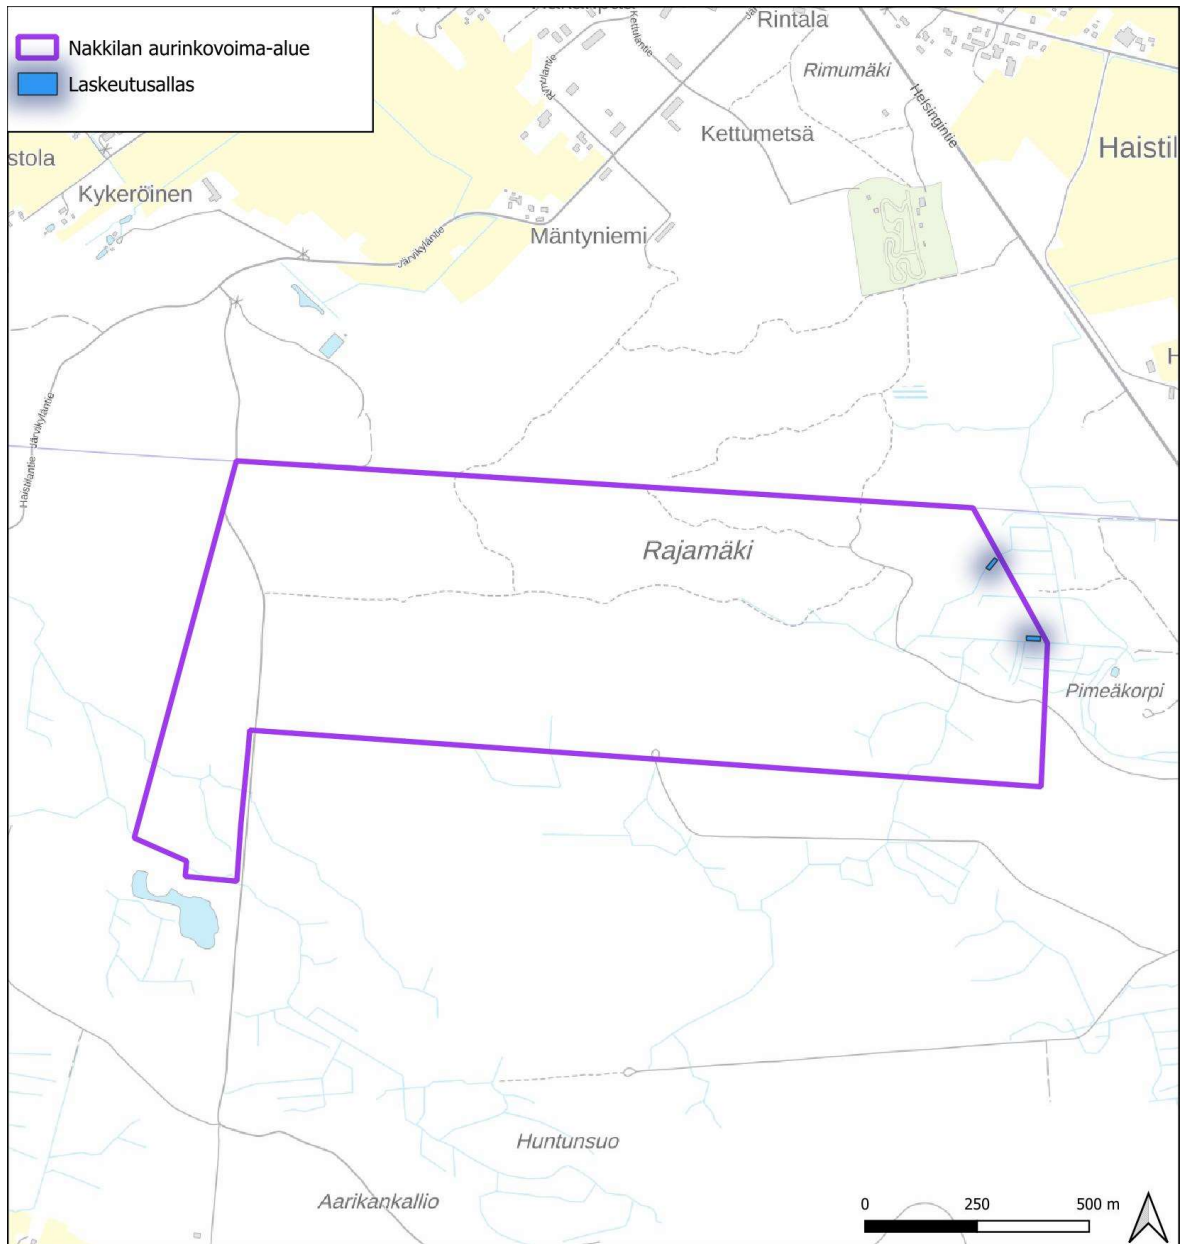 Nakkilan aurinkovoima-alue
Laskeutusallas
Rintala
Kettulantie
Rimulantie
Rimumäki
Helsingintie
Kettumetsä
Haistil
stola
Kykeröinen
Järvikyläntie
Mäntyniemi
H
Järvikyläntie
Haistilantie
Rajamäki
Pimeäkorpi
Huntunsuo
Aarikankallio
0 250 500 m